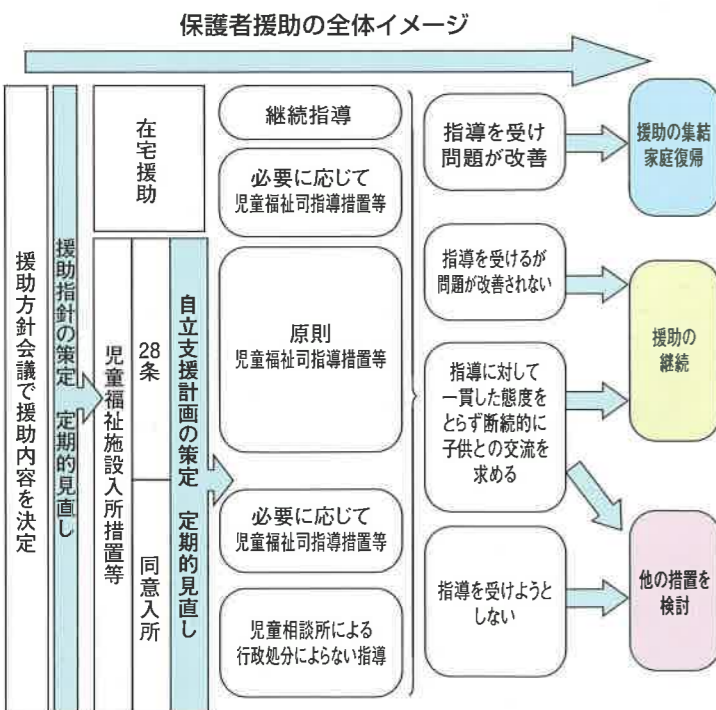 保護者援助の全体イメージ
援助方針会議で援助内容を決定
援助指針の策定　定期的見直し
在宅援助
児童福祉施設入所措置等
28条
同意入所
自立支援計画の策定　定期的見直し
継続指導
必要に応じて
児童福祉司指導措置等
原則
児童福祉司指導措置等
必要に応じて
児童福祉司指導措置等
児童相談所による
行政処分によらない指導
指導を受け
問題が改善
指導を受けるが
問題が改善されない
指導に対して
一貫した態度を
とらず断続的に
子供との交流を
求める
指導を受けようと
しない
援助の集結
家庭復帰
援助の
継続
他の措置を
検討